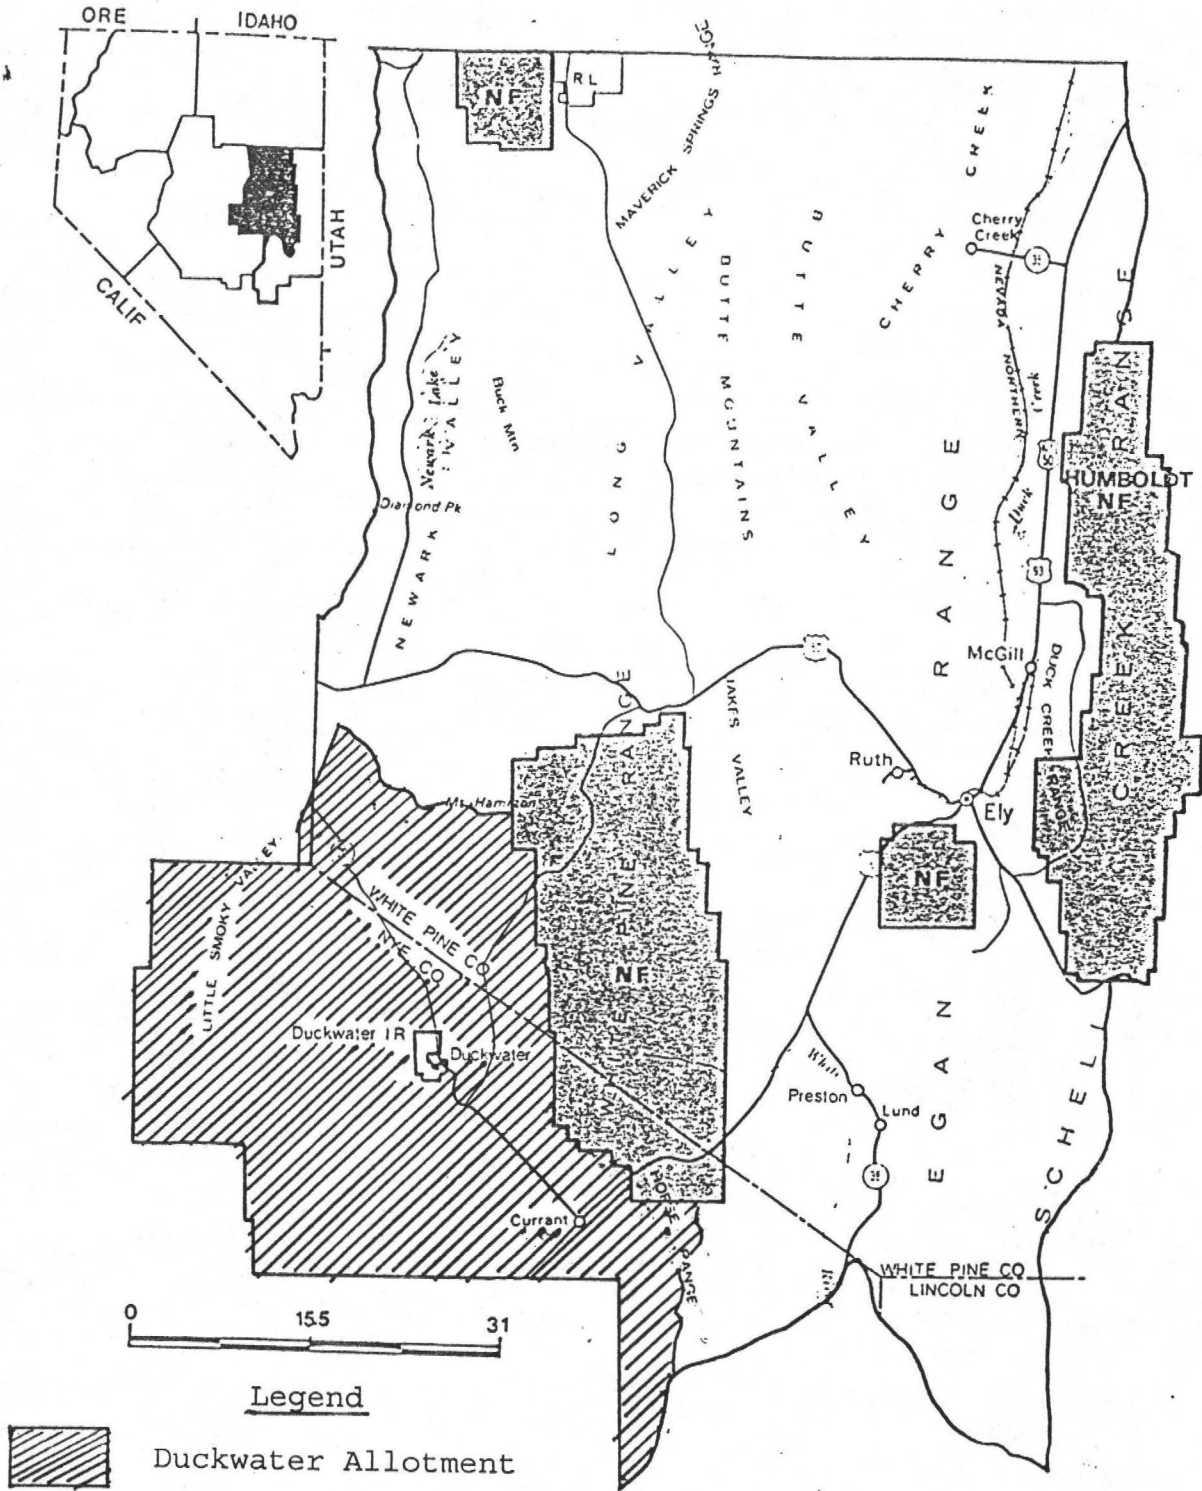 ORE
IDAHO
UTAH
CALIF
NF
RL
MAVERICK SPRINGS RANGE
CHERRY CREEK
Cherry
Creek
NEVADA
NORTHERN
Duck
Creek
BUTTE VALLEY
BUTTE MOUNTAINS
LONG VALLEY
Buck Mtn
Newark Lake
VALLEY
Diamond Pk
NEWARK
RANGE
93
HUMBOLDT
NF
McGill
DUCK CREEK
RANGE
SCHELL CREEK RANGE
JAKES VALLEY
Ruth
Ely
NF
Mt. Hamilton
WHITE PINE RANGE
NF
LITTLE SMOKY VALLEY
WHITE PINE CO
NYE CO
Duckwater IR
Duckwater
White
Preston
Lund
38
EGAN
Currant
HORSE RANGE
WHITE PINE CO
LINCOLN CO
0 15.5 31
Legend
Duckwater Allotment